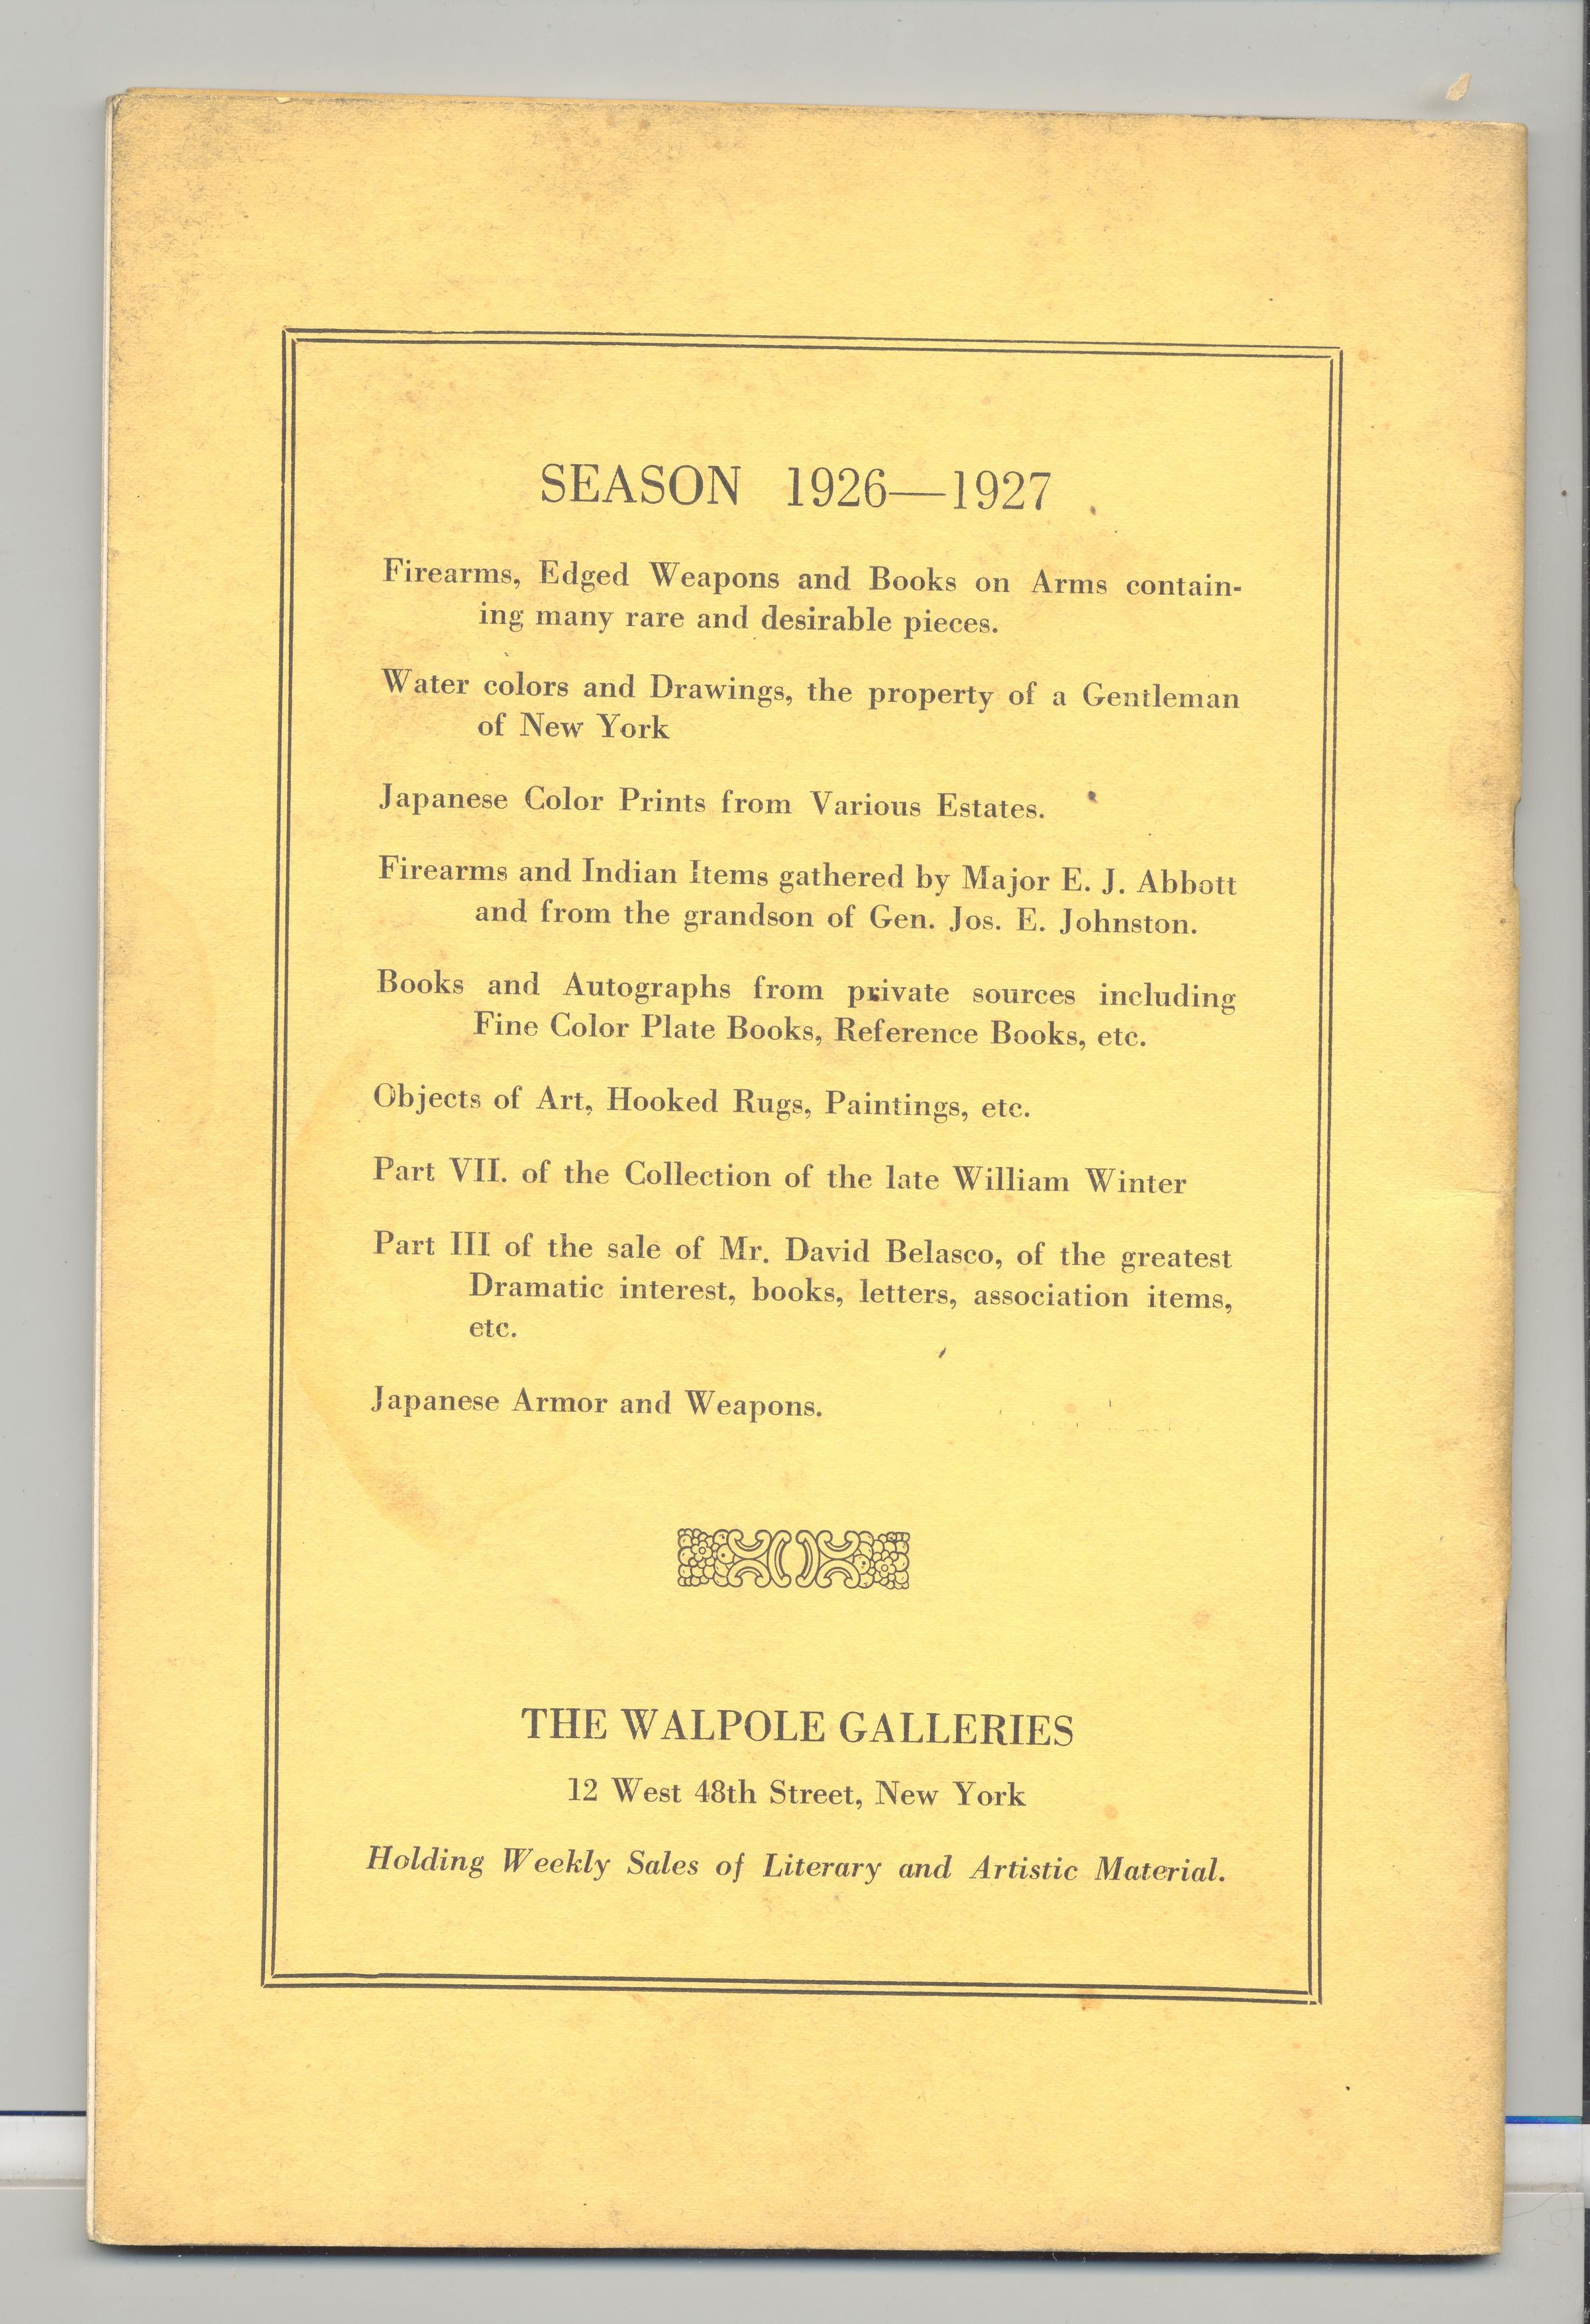 SEASON 1926—1927
Firearms, Edged Weapons and Books on Arms contain-
ing many rare and desirable pieces.
Water colors and Drawings, the property of a Gentleman
of New York
Japanese Color Prints from Various Estates.
Firearms and Indian Items gathered by Major E. J. Abbott
and from the grandson of Gen. Jos. E. Johnston.
Books and Autographs from private sources including
Fine Color Plate Books, Reference Books, etc.
Objects of Art, Hooked Rugs, Paintings, etc.
Part VII. of the Collection of the late William Winter
Part III of the sale of Mr. David Belasco, of the greatest
Dramatic interest, books, letters, association items,
etc.
Japanese Armor and Weapons.
THE WALPOLE GALLERIES
12 West 48th Street, New York
Holding Weekly Sales of Literary and Artistic Material.